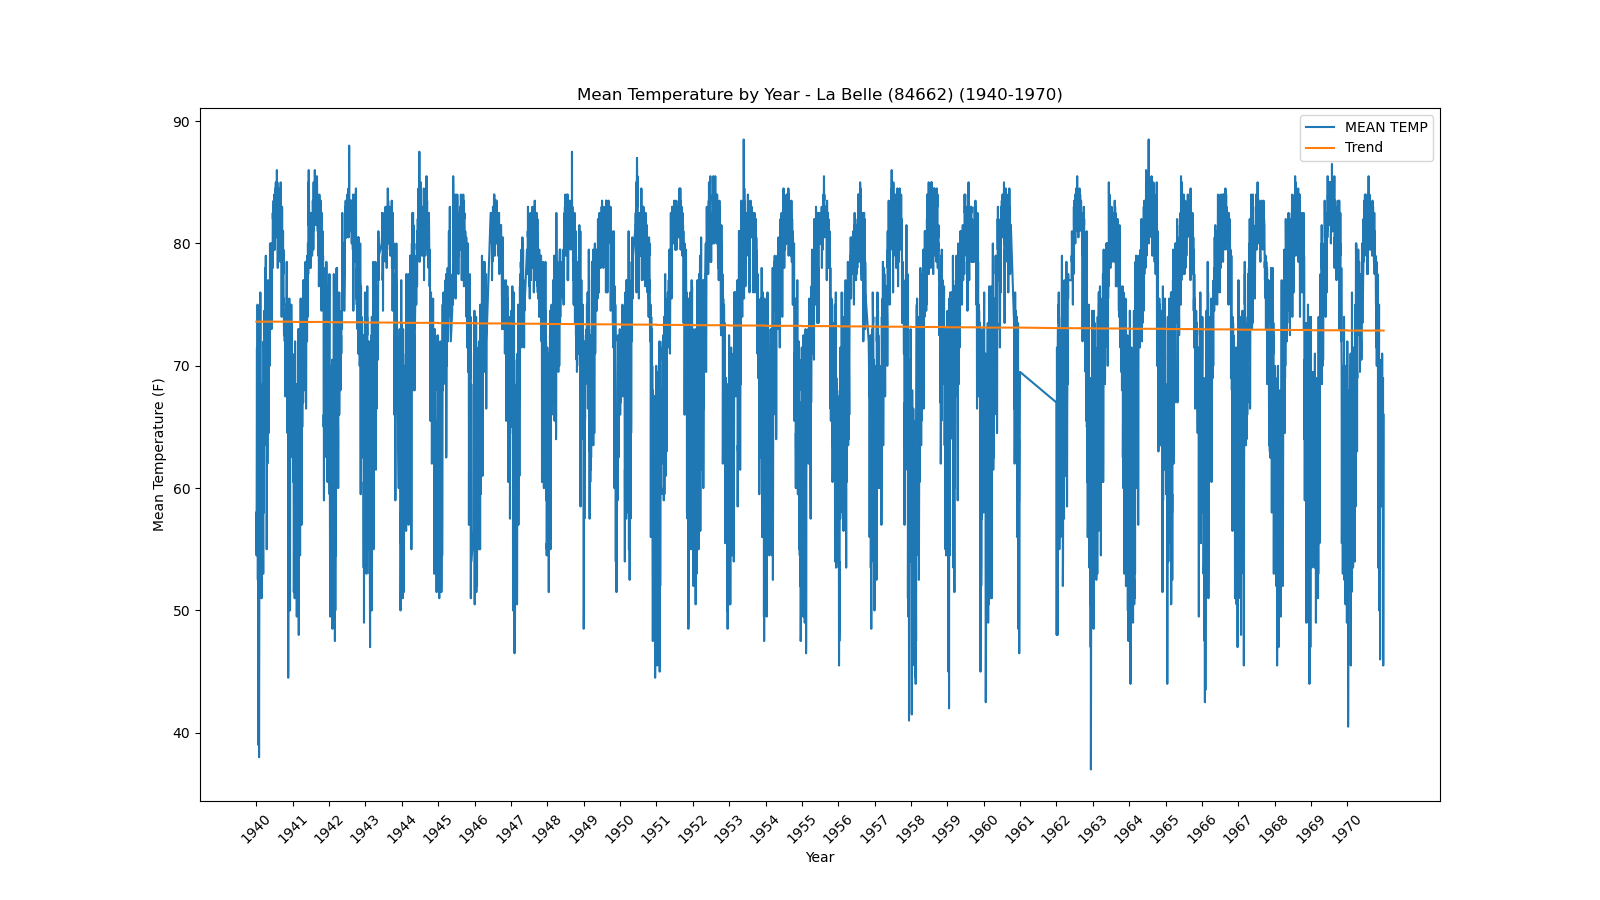 Mean Temperature by Year - La Belle (84662) (1940-1970)
MEAN TEMP
Trend
90
80
70
60
50
40
Mean Temperature (F)
1940 1941 1942 1943 1944 1945 1946 1947 1948 1949 1950 1951 1952 1953 1954 1955 1956 1957 1958 1959 1960 1961 1962 1963 1964 1965 1966 1967 1968 1969 1970
Year